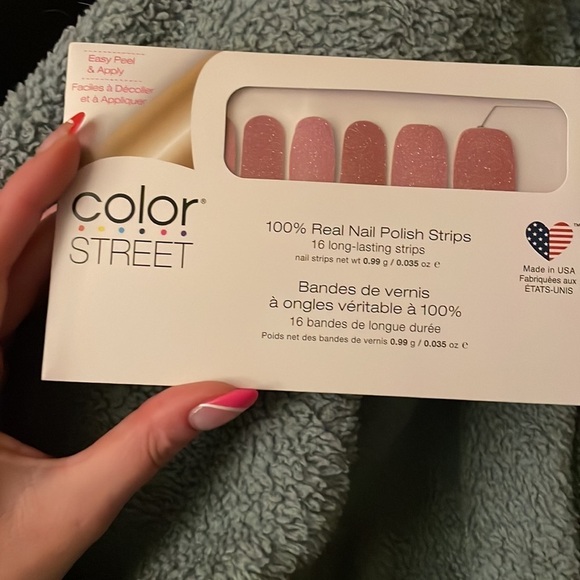 Easy Peel
& Apply
Faciles à Décoller
et à Appliquer
color®
STREET
100% Real Nail Polish Strips
16 long-lasting strips
nail strips net wt 0.99 g / 0.035 oz ℮
Bandes de vernis
à ongles véritable à 100%
16 bandes de longue durée
Poids net des bandes de vernis 0.99 g / 0.035 oz ℮
TM
Made in USA
Fabriquées aux
ÉTATS-UNIS